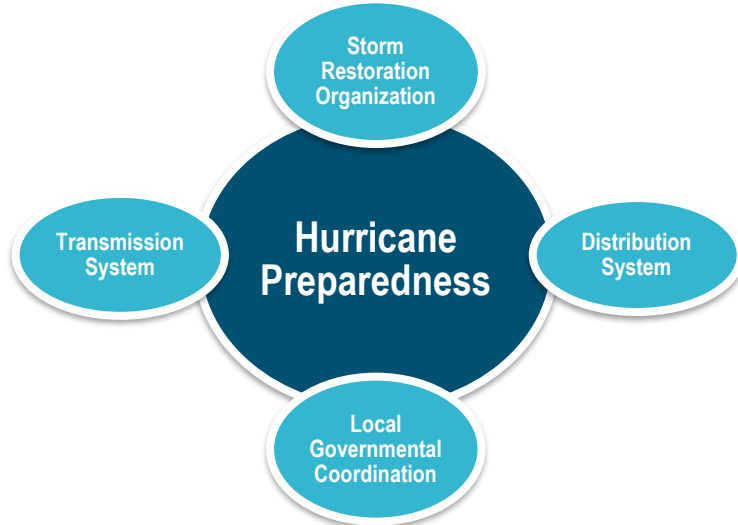 Storm
Restoration
Organization
Transmission
System
Hurricane
Preparedness
Distribution
System
Local
Governmental
Coordination